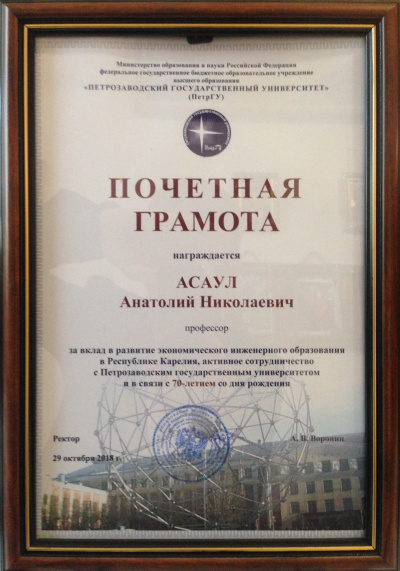 Министерство образования и науки Российской Федерации
федеральное государственное бюджетное образовательное учреждение
высшего образования
«ПЕТРОЗАВОДСКИЙ ГОСУДАРСТВЕННЫЙ УНИВЕРСИТЕТ»
(ПетрГУ)
ПетрГУ
ПОЧЕТНАЯ
ГРАМОТА
награждается
АСАУЛ
Анатолий Николаевич
профессор
за вклад в развитие экономического инженерного образования
в Республике Карелия, активное сотрудничество
с Петрозаводским государственным университетом
и в связи с 70-летием со дня рождения
Ректор
А. В. Воронин
29 октября 2018 г.